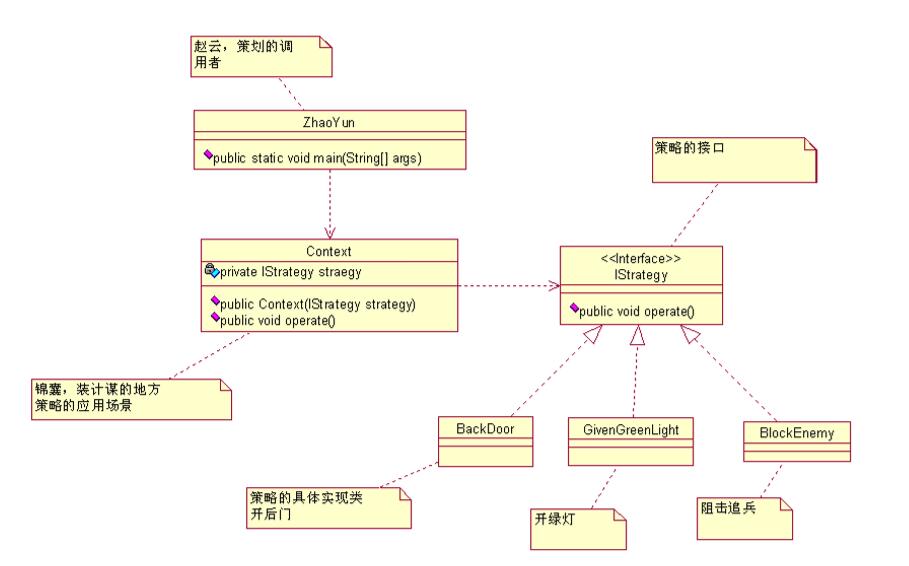 赵云，策划的调
用者
ZhaoYun
public static void main(String[] args)
策略的接口
Context
private IStrategy straegy
public Context(IStrategy strategy)
public void operate()
<<Interface>>
IStrategy
public void operate()
锦囊，装计谋的地方
策略的应用场景
BackDoor
GivenGreenLight
BlockEnemy
策略的具体实现类
开后门
开绿灯
阻击追兵